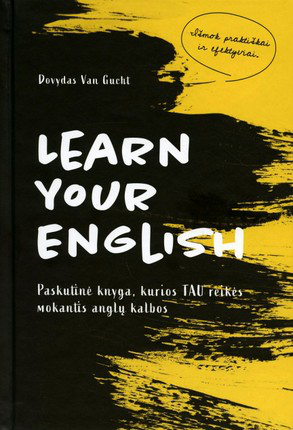 Išmok praktiškai
ir efektyviai.
Dovydas Van Gucht
LEARN
YOUR
ENGLISH
Paskutinė knyga, kurios TAU reikės
mokantis anglų kalbos